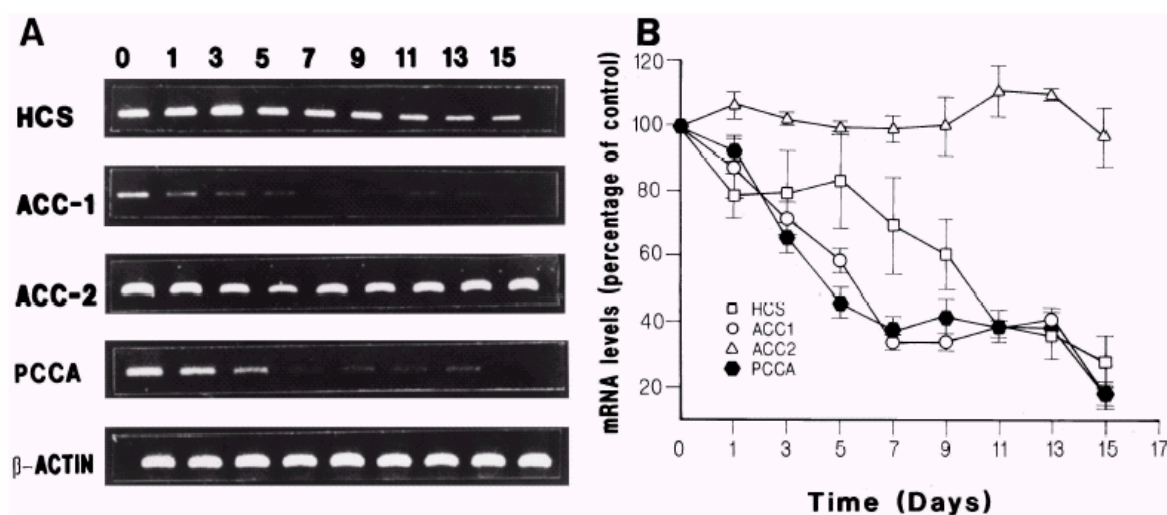 A
0 1 3 5 7 9 11 13 15
HCS
ACC-1
ACC-2
PCCA
β-ACTIN
B
mRNA levels (percentage of control)
120
100
80
60
40
20
HCS
ACC1
ACC2
PCCA
0 1 3 5 7 9 11 13 15 17
Time (Days)